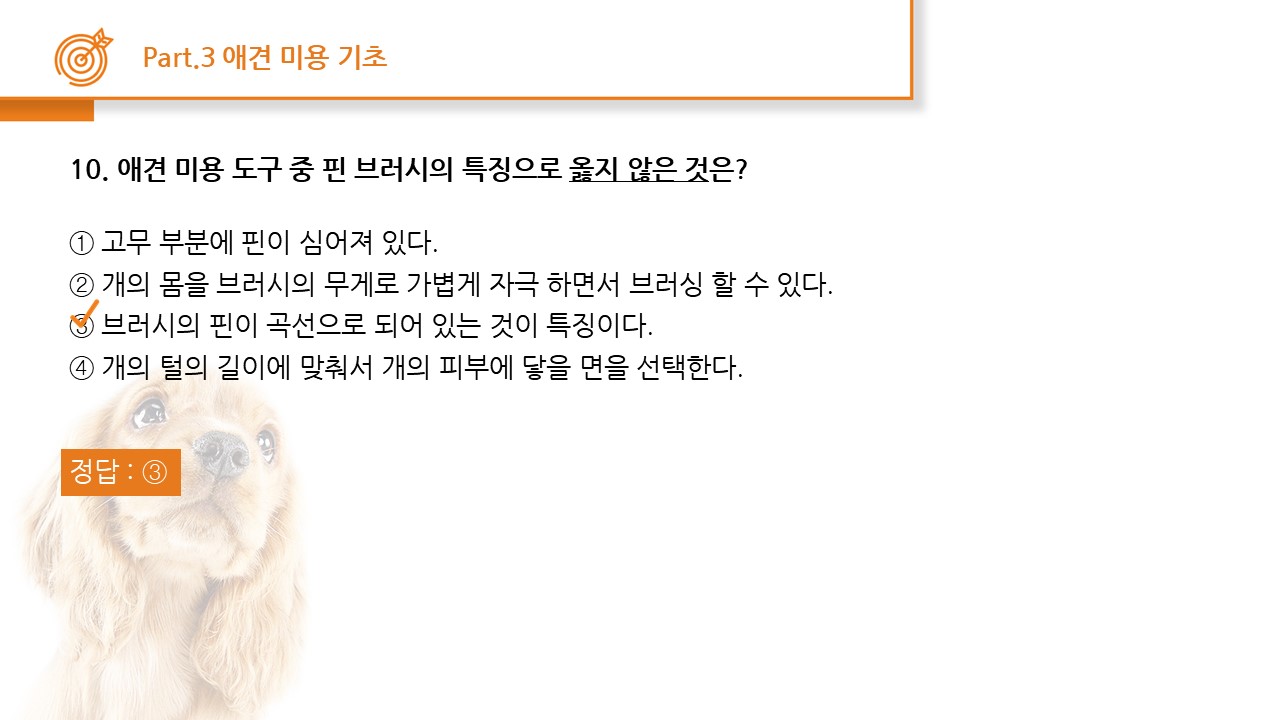 Part.3 애견 미용 기초
10. 애견 미용 도구 중 핀 브러시의 특징으로 옳지 않은 것은?
① 고무 부분에 핀이 심어져 있다.
② 개의 몸을 브러시의 무게로 가볍게 자극 하면서 브러싱 할 수 있다.
③ 브러시의 핀이 곡선으로 되어 있는 것이 특징이다.
④ 개의 털의 길이에 맞춰서 개의 피부에 닿을 면을 선택한다.
정답 : ③